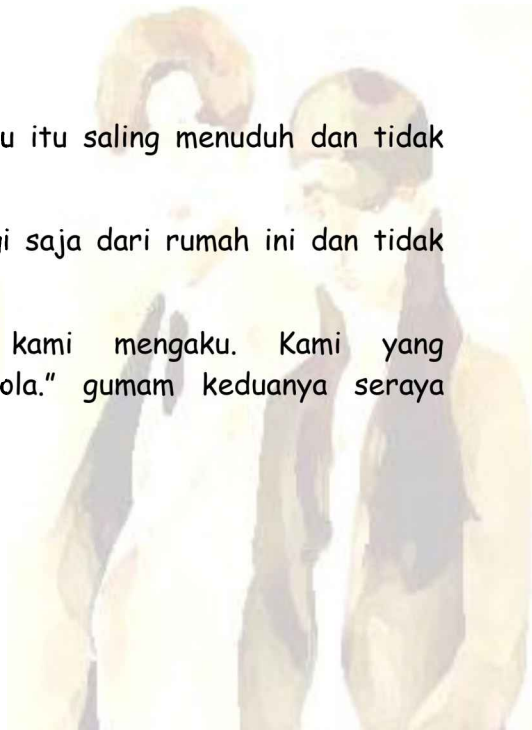 u itu saling menuduh dan tidak
i saja dari rumah ini dan tidak
kami mengaku. Kami yang
ola." gumam keduanya seraya